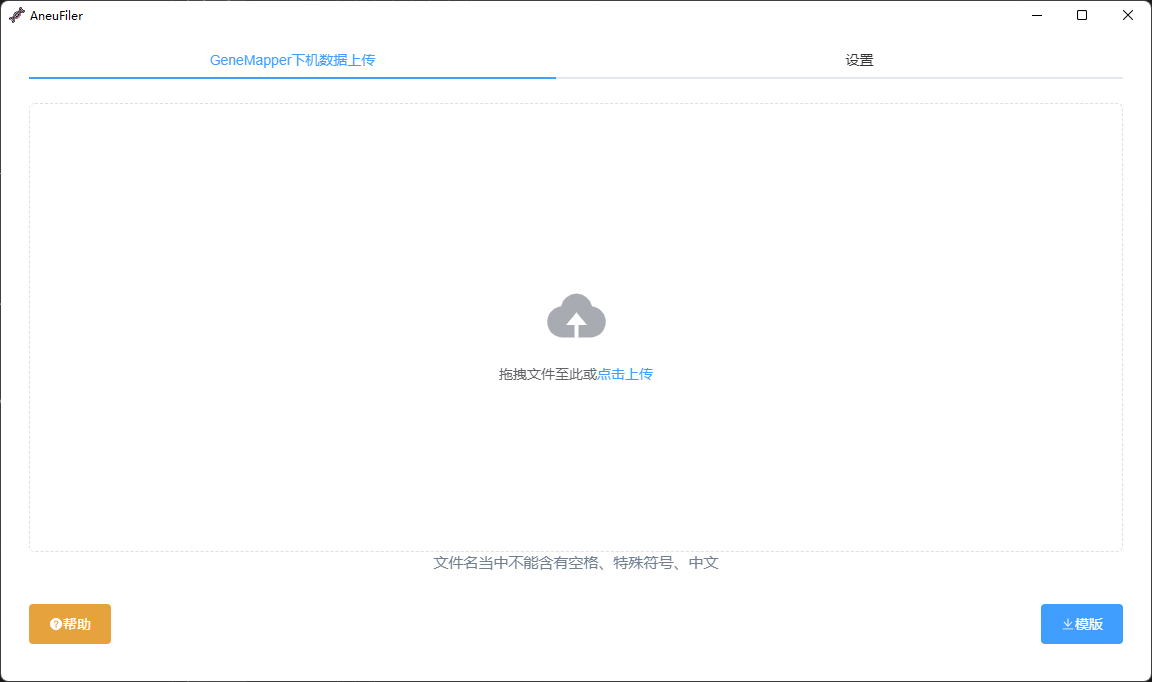 AneuFiler
GeneMapper下机数据上传
设置
拖拽文件至此或点击上传
文件名当中不能含有空格、特殊符号、中文
帮助
模版